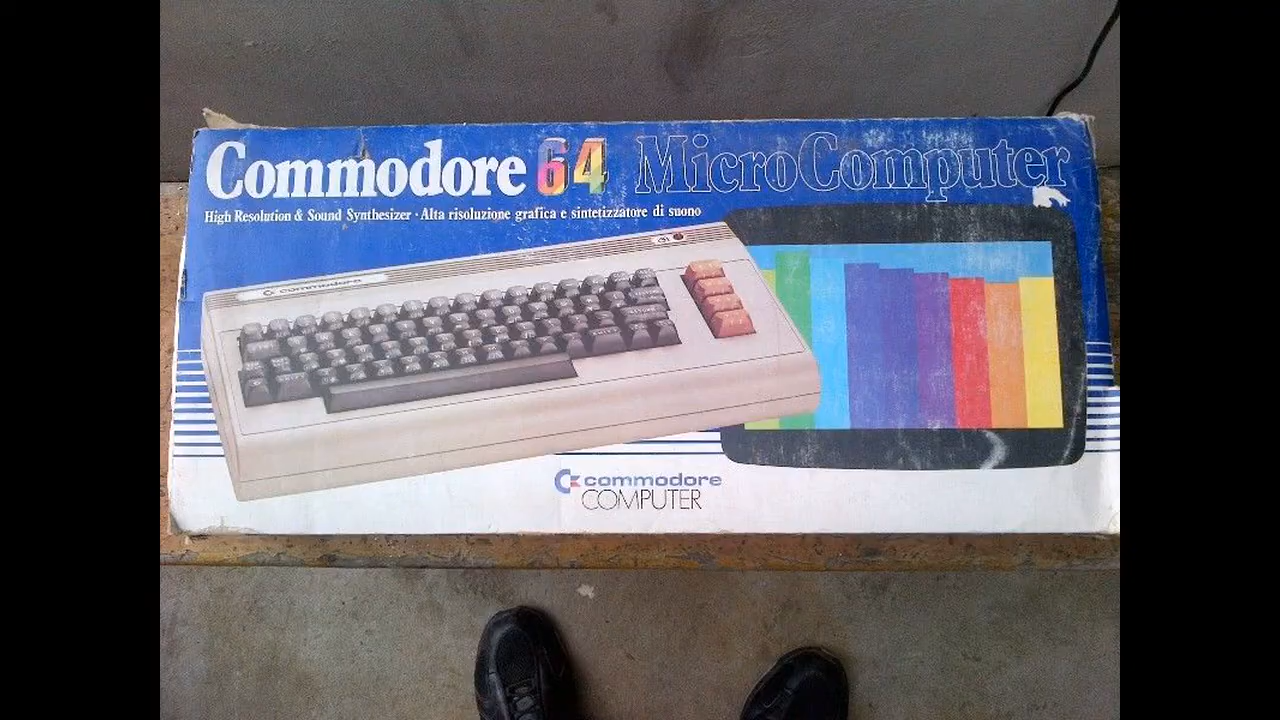 Commodore 64 MicroComputer
High Resolution & Sound Synthesizer · Alta risoluzione grafica e sintetizzatore di suono
commodore
commodore
COMPUTER